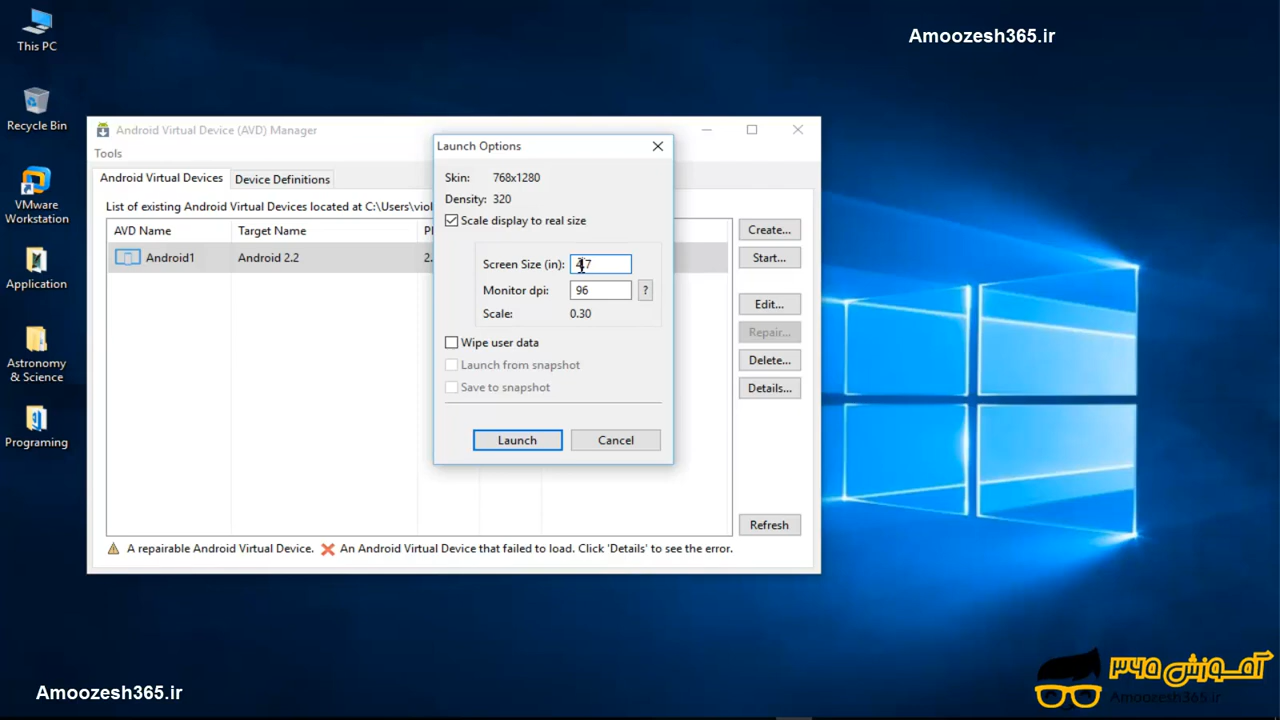 This PC
Amoozesh365.ir
Recycle Bin
VMware
Workstation
Application
Astronomy
& Science
Programing
Android Virtual Device (AVD) Manager
Tools
Android Virtual Devices
Device Definitions
List of existing Android Virtual Devices located at C:\Users\viol
AVD Name
Target Name
Android1
Android 2.2
2.
Launch Options
Skin: 768x1280
Density: 320
Scale display to real size
Screen Size (in): 4.7
Monitor dpi: 96 ?
Scale: 0.30
Wipe user data
Launch from snapshot
Save to snapshot
Launch
Cancel
Create...
Start...
Edit...
Repair...
Delete...
Details...
Refresh
A repairable Android Virtual Device. An Android Virtual Device that failed to load. Click 'Details' to see the error.
Amoozesh365.ir
آموزش ۳۶۵
Amoozesh365.ir